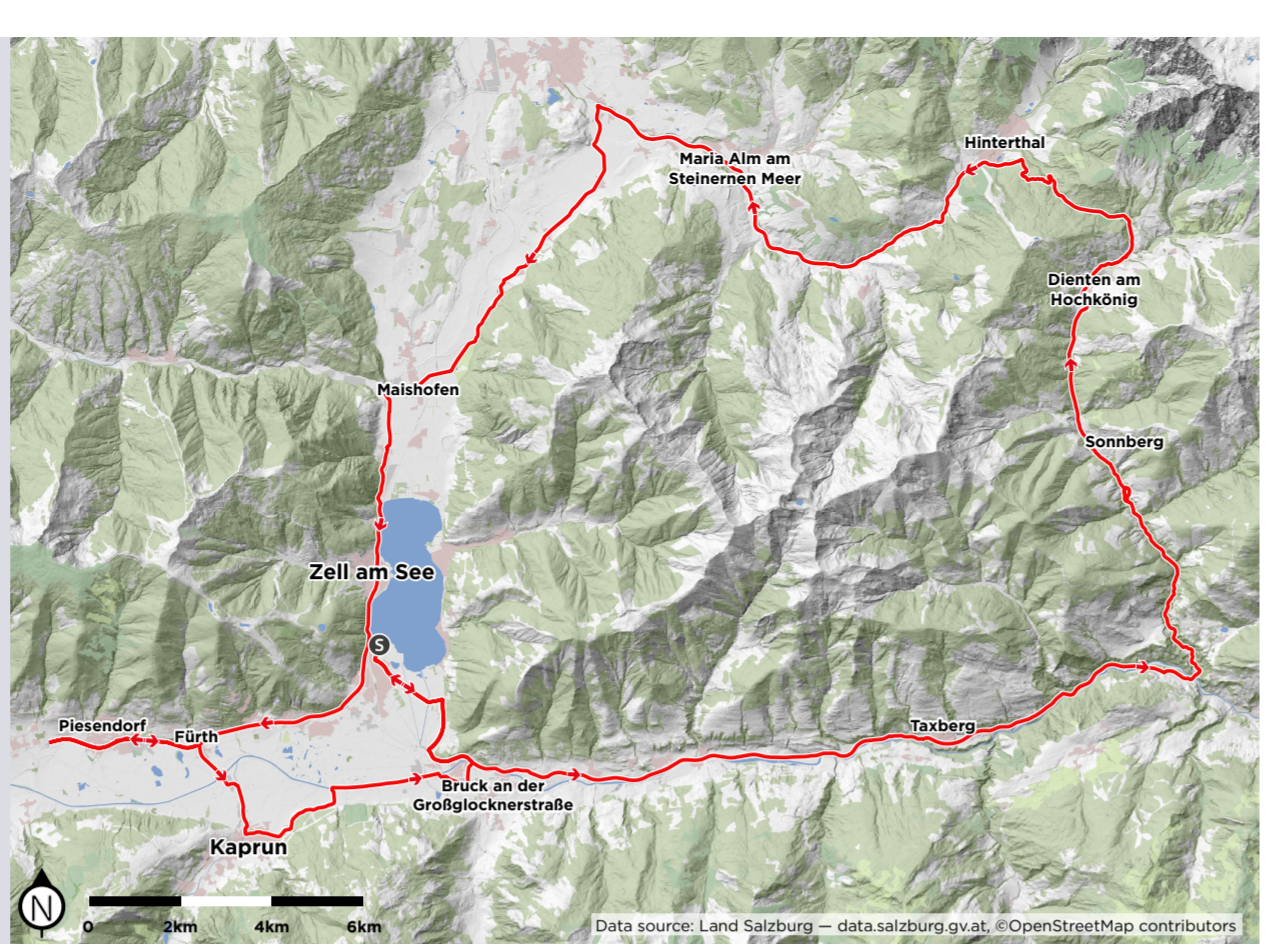 Hinterthal
Maria Alm am
Steinernen Meer
Dienten am
Hochkönig
Maishofen
Sonnberg
Zell am See
S
Piesendorf
Fürth
Taxberg
Bruck an der
Großglocknerstraße
Kaprun
N
0 2km 4km 6km
Data source: Land Salzburg — data.salzburg.gv.at, ©OpenStreetMap contributors